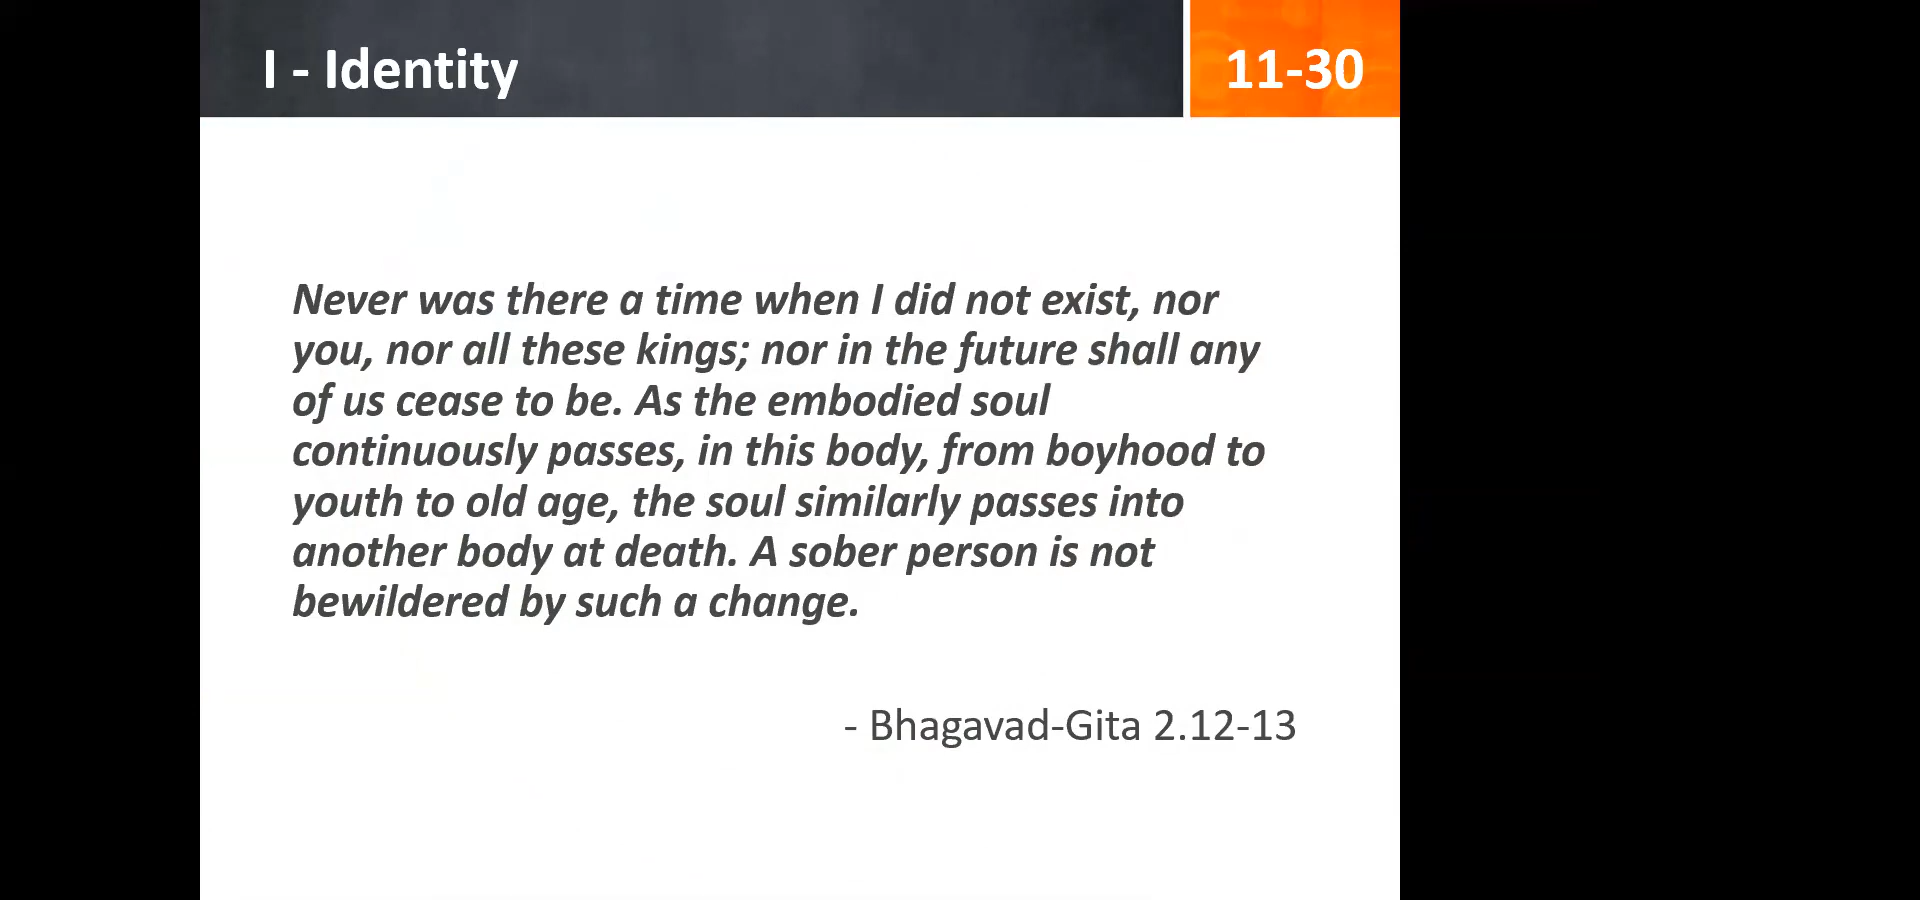 I - Identity
11-30
Never was there a time when I did not exist, nor
you, nor all these kings; nor in the future shall any
of us cease to be. As the embodied soul
continuously passes, in this body, from boyhood to
youth to old age, the soul similarly passes into
another body at death. A sober person is not
bewildered by such a change.
- Bhagavad-Gita 2.12-13